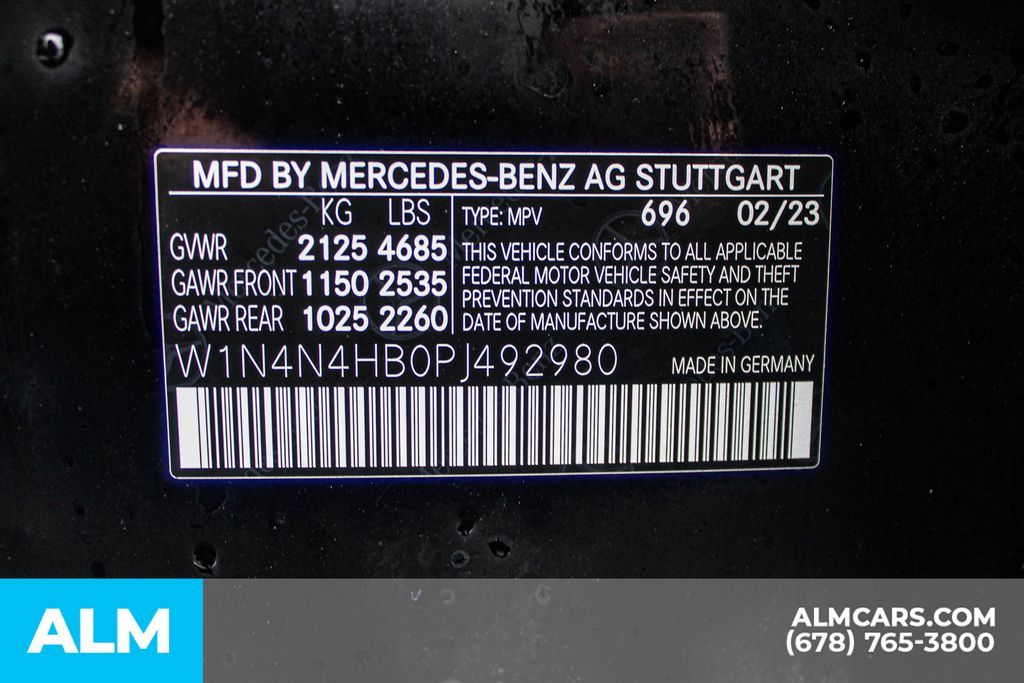 MFD BY MERCEDES-BENZ AG STUTTGART
KG LBS
GVWR 2125 4685
GAWR FRONT 1150 2535
GAWR REAR 1025 2260
TYPE: MPV 696 02/23
THIS VEHICLE CONFORMS TO ALL APPLICABLE
FEDERAL MOTOR VEHICLE SAFETY AND THEFT
PREVENTION STANDARDS IN EFFECT ON THE
DATE OF MANUFACTURE SHOWN ABOVE.
W1N4N4HB0PJ492980 MADE IN GERMANY
ALM
ALMCARS.COM
(678) 765-3800